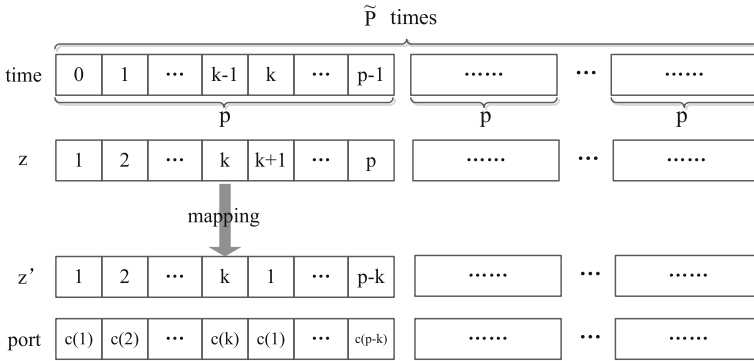 P̃ times
time 0 1 ··· k-1 k ··· p-1 ······ ··· ······
p p p
z 1 2 ··· k k+1 ··· p ······ ··· ······
mapping
z’ 1 2 ··· k 1 ··· p-k ······ ··· ······
port c(1) c(2) ··· c(k) c(1) ··· c(p-k) ······ ··· ······